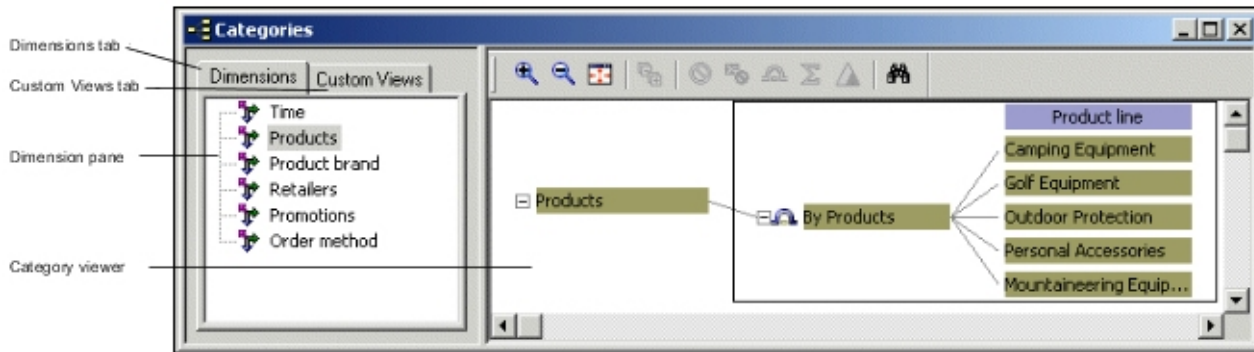 Categories
Dimensions tab
Dimensions
Custom Views
Custom Views tab
Time
Products
Dimension pane
Product brand
Retailers
Promotions
Order method
Category viewer
Product line
Camping Equipment
Golf Equipment
Products
By Products
Outdoor Protection
Personal Accessories
Mountaineering Equip...